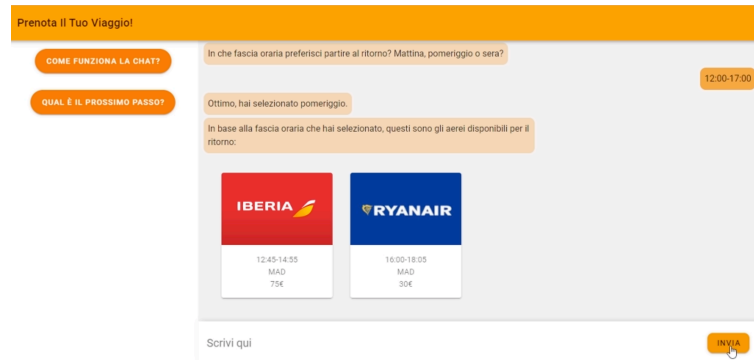 Prenota Il Tuo Viaggio!
COME FUNZIONA LA CHAT?
QUAL È IL PROSSIMO PASSO?
In che fascia oraria preferisci partire al ritorno? Mattina, pomeriggio o sera?
12:00-17:00
Ottimo, hai selezionato pomeriggio.
In base alla fascia oraria che hai selezionato, questi sono gli aerei disponibili per il
ritorno:
IBERIA
12:45-14:55
MAD
75€
RYANAIR
16:00-18:05
MAD
30€
Scrivi qui
INVIA